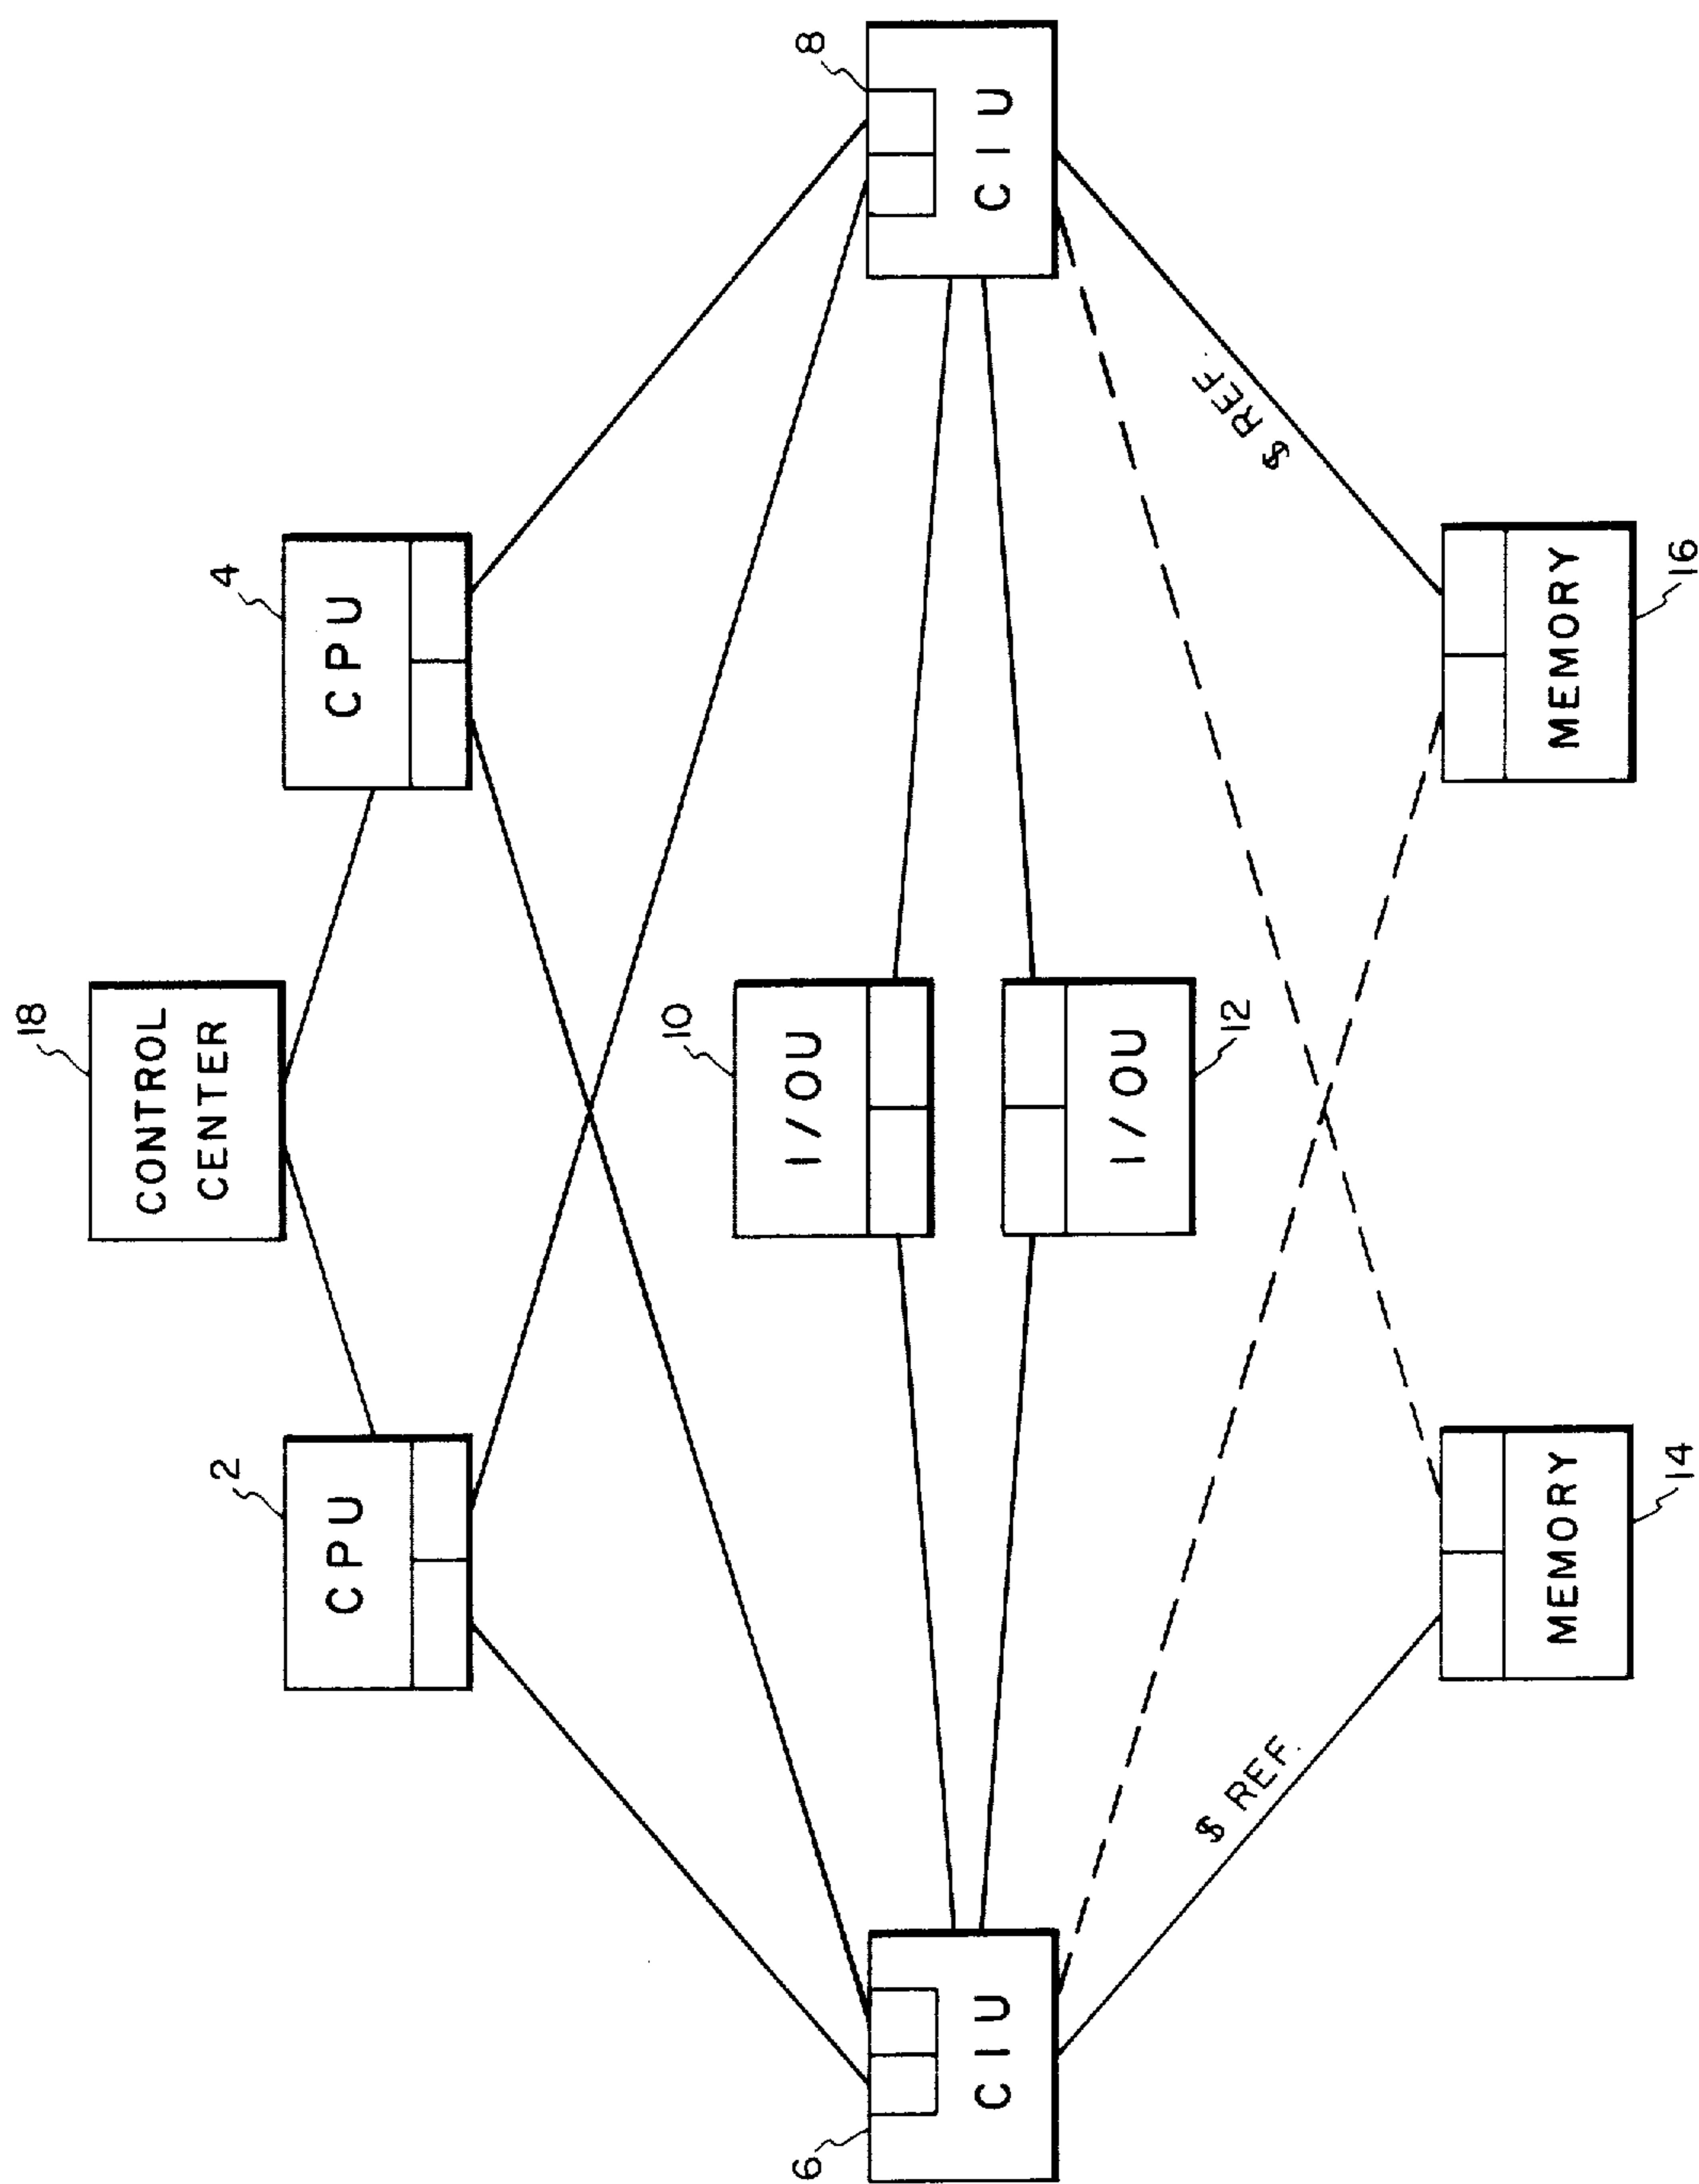 18
CONTROL
CENTER
2
CPU
4
CPU
10
I/OU
6
CIU
8
CIU
I/OU
12
$ REF.
$ REF.
MEMORY
14
MEMORY
16